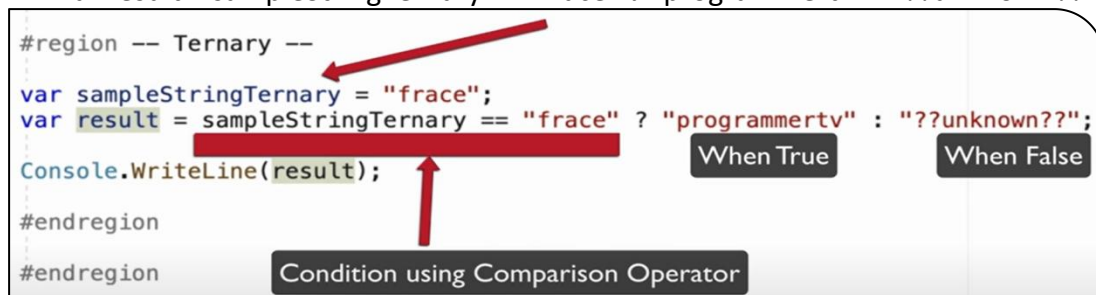 #region -- Ternary --
var sampleStringTernary = "frace";
var result = sampleStringTernary == "frace" ? "programmertv" : "??unknown??";
When True
When False
Console.WriteLine(result);
#endregion
#endregion
Condition using Comparison Operator